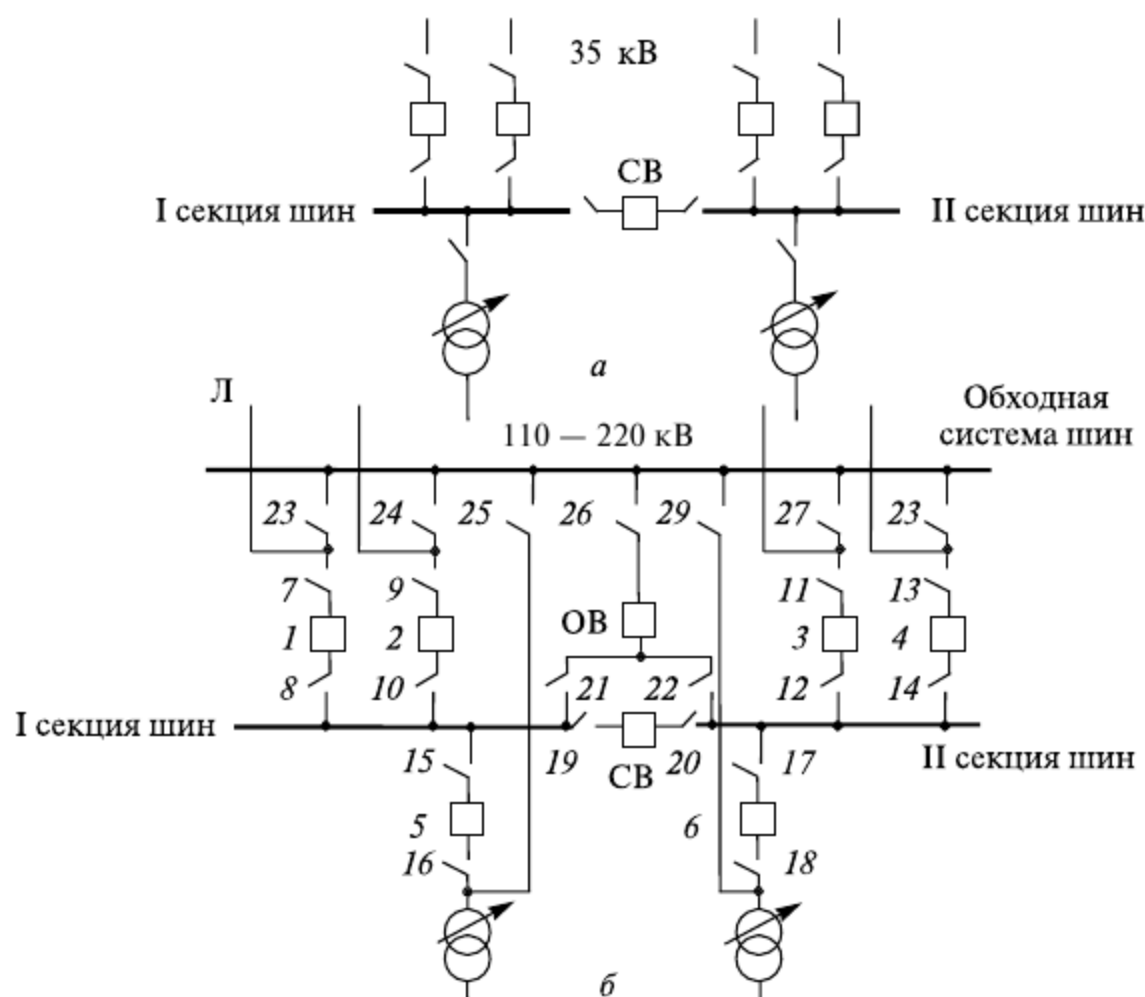 35 кВ
СВ
I секция шин
II секция шин
а
Л
Обходная
система шин
110 — 220 кВ
23
24
25
26
29
27
23
7
9
11
13
1
2
ОВ
3
4
8
10
21
22
12
14
I секция шин
II секция шин
15
19
СВ
20
17
5
6
16
18
б